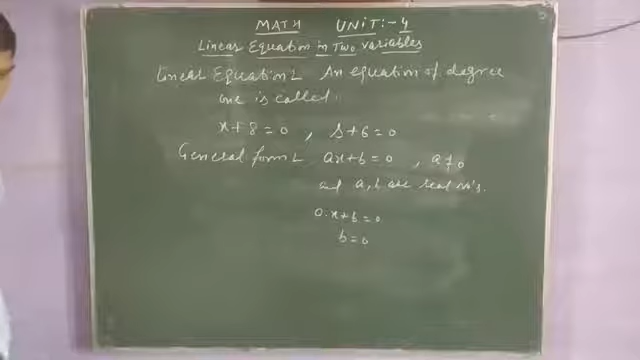 MATH UNIT:- 4
Linear Equation in Two Variables
Linear Equation:- An equation of degree
one is called.
x+8=0 , s+6=0
General form:- ax+b=0 , a≠0
and a,b are real no's.
0.x+b=0
b=0